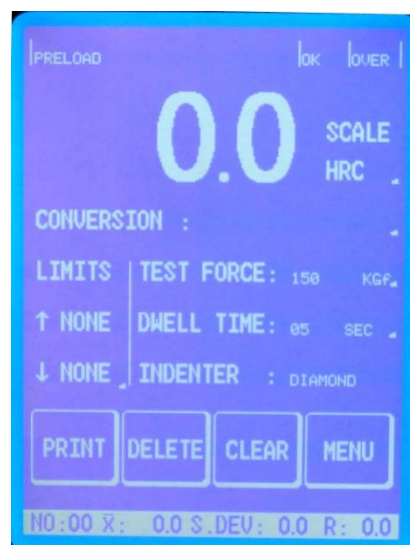 PRELOAD OK OVER
0.0 SCALE
HRC
CONVERSION :
LIMITS TEST FORCE: 150 KGf
↑ NONE DWELL TIME: 05 SEC
↓ NONE INDENTER : DIAMOND
PRINT DELETE CLEAR MENU
NO:00 x̄: 0.0 S.DEV: 0.0 R: 0.0